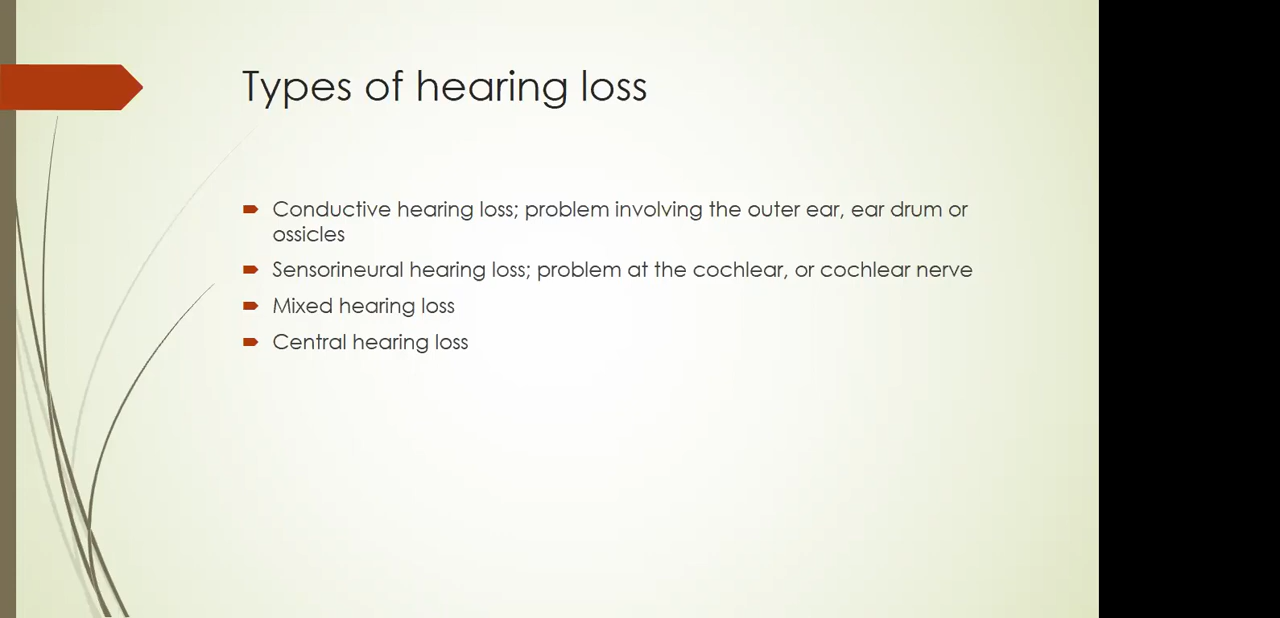 Types of hearing loss
Conductive hearing loss; problem involving the outer ear, ear drum or
ossicles
Sensorineural hearing loss; problem at the cochlear, or cochlear nerve
Mixed hearing loss
Central hearing loss